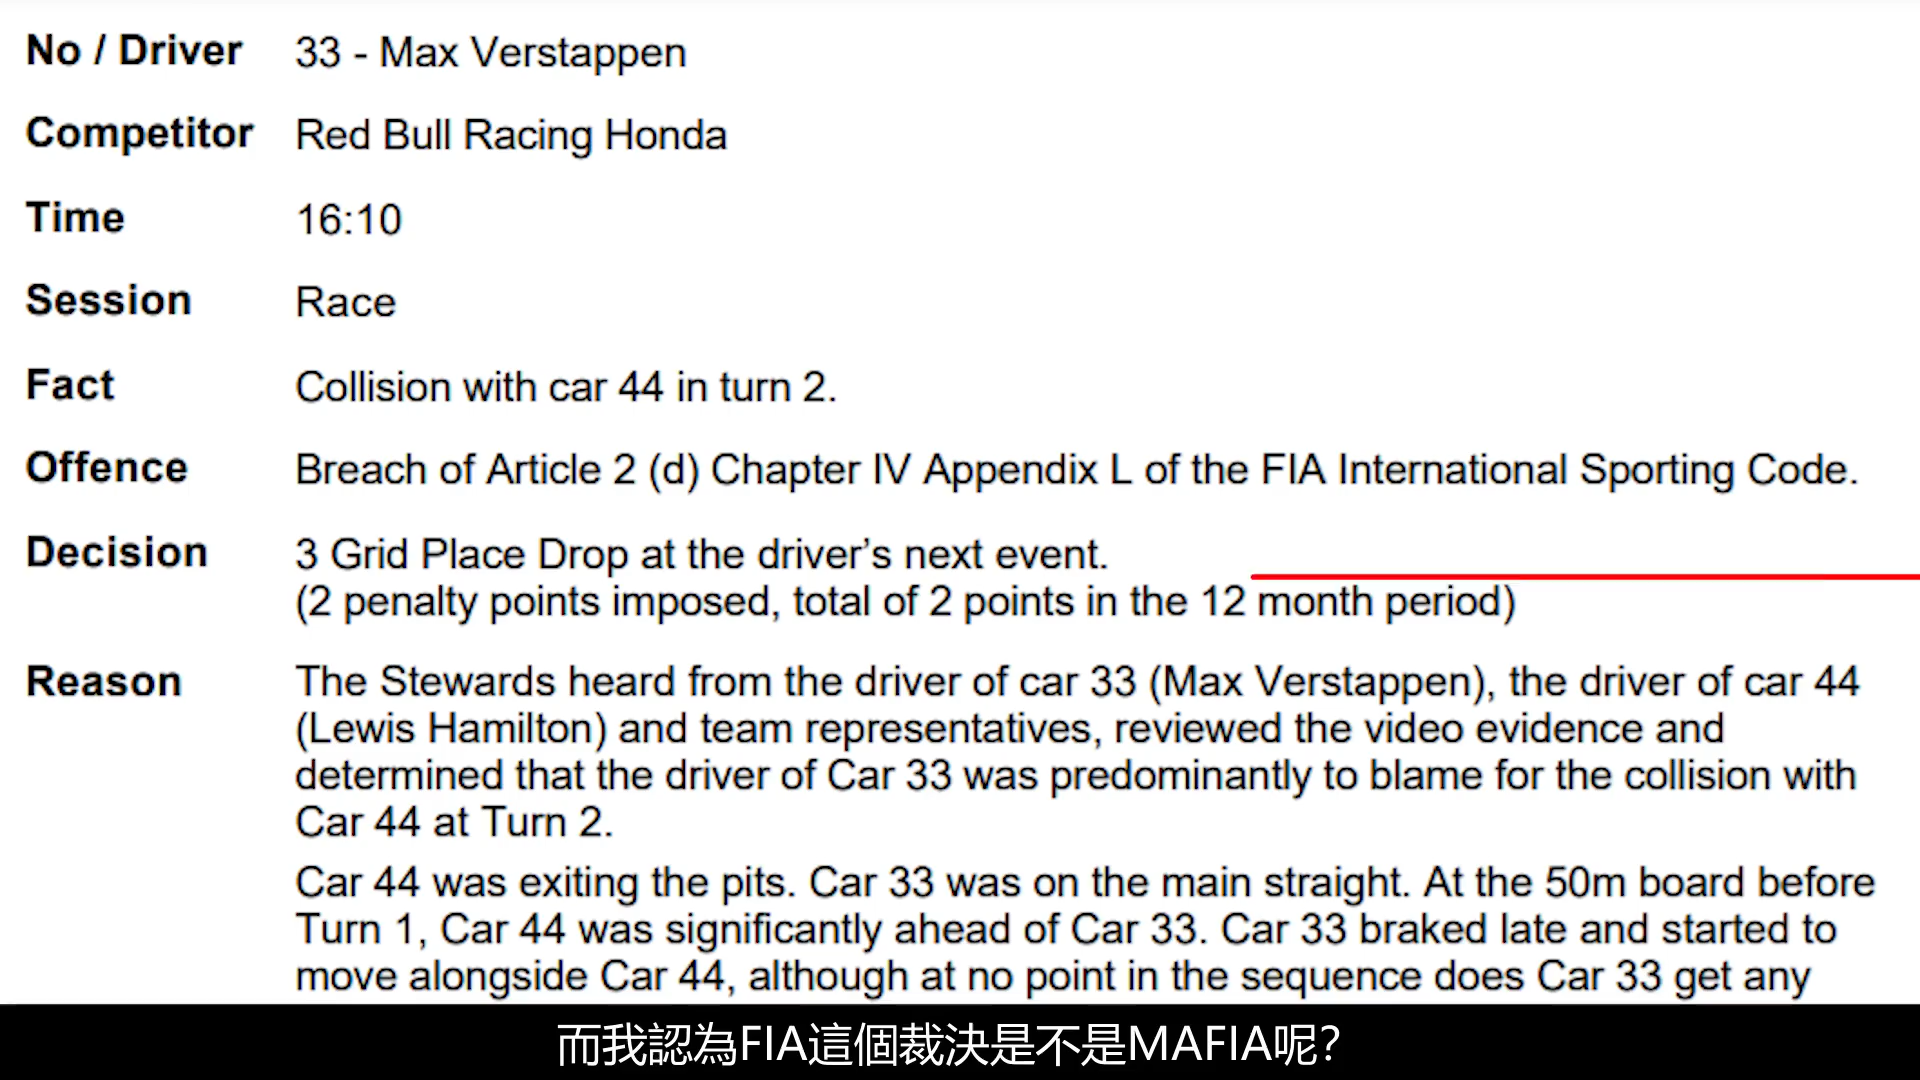 No / Driver 33 - Max Verstappen
Competitor Red Bull Racing Honda
Time 16:10
Session Race
Fact Collision with car 44 in turn 2.
Offence Breach of Article 2 (d) Chapter IV Appendix L of the FIA International Sporting Code.
Decision 3 Grid Place Drop at the driver’s next event.
(2 penalty points imposed, total of 2 points in the 12 month period)
Reason The Stewards heard from the driver of car 33 (Max Verstappen), the driver of car 44
(Lewis Hamilton) and team representatives, reviewed the video evidence and
determined that the driver of Car 33 was predominantly to blame for the collision with
Car 44 at Turn 2.
Car 44 was exiting the pits. Car 33 was on the main straight. At the 50m board before
Turn 1, Car 44 was significantly ahead of Car 33. Car 33 braked late and started to
move alongside Car 44, although at no point in the sequence does Car 33 get any
而我認為FIA這個裁決是不是MAFIA呢?